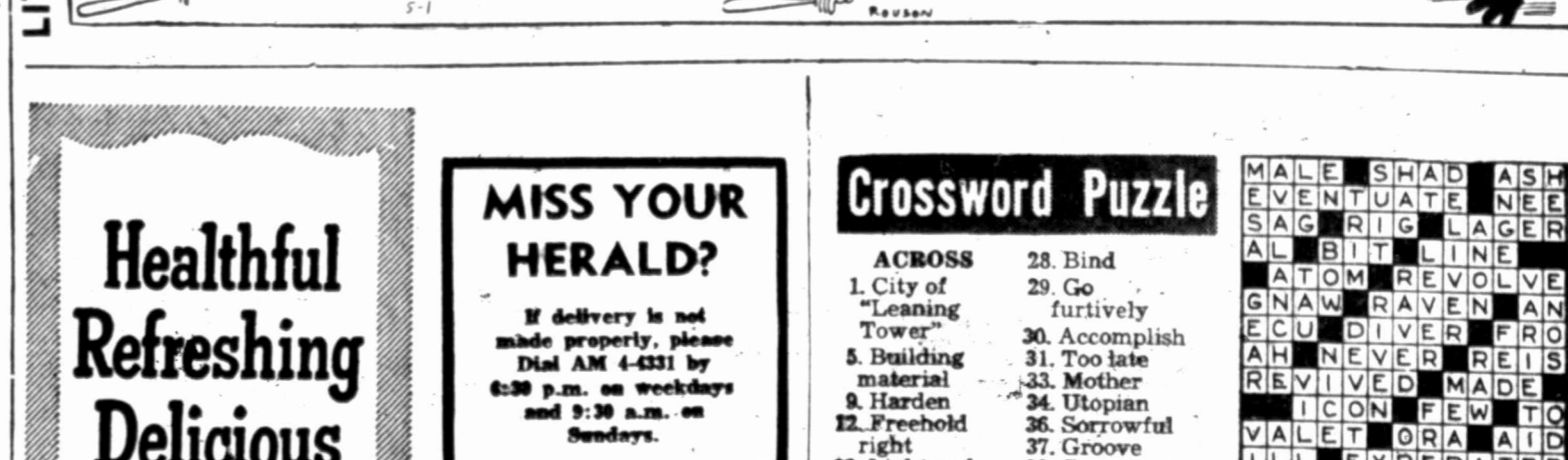 LI
5-1
ROUSON
Healthful
Refreshing
Delicious
MISS YOUR
HERALD?
If delivery is not
made properly, please
Dial AM 4-4331 by
6:30 p.m. on weekdays
and 9:30 a.m. on
Sundays.
Crossword Puzzle
ACROSS
1. City of
"Leaning
Tower"
5. Building
material
9. Harden
12. Freehold
right
28. Bind
29. Go
furtively
30. Accomplish
31. Too late
33. Mother
34. Utopian
36. Sorrowful
37. Groove
MALE SHAD ASH
EVENTUATE NEE
SAG RIG LAGER
AL BIT LINE
ATOM REVOLVE
GNAW RAVEN AN
ECU DIVER FRO
AH NEVER REIS
REVIVED MADE
ICON FEW TO
VALET ORA AID